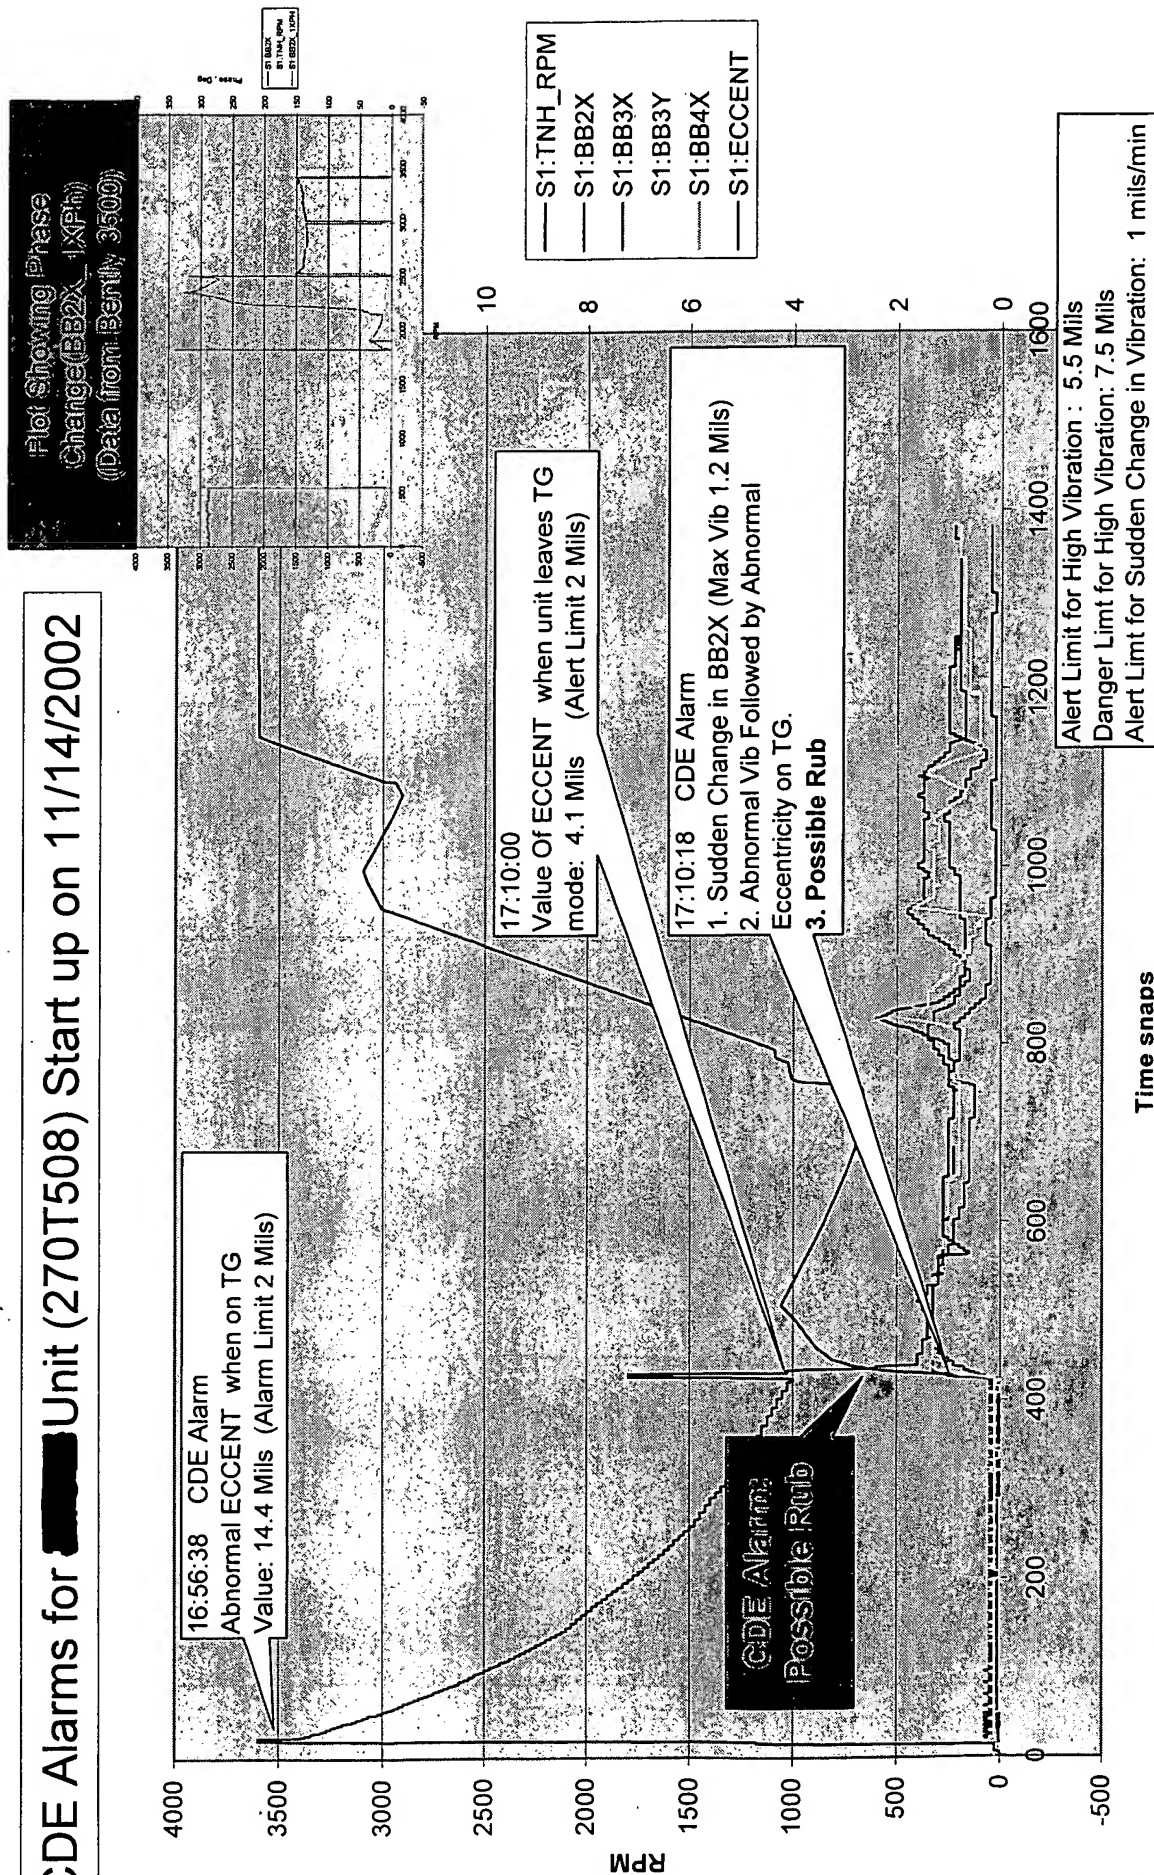 CDE Alarms for Unit (270T508) Start up on 11/14/2002
Plot Showing Phase
Change(BB2X_1XPh)
(Data from Bently 3500)
16:56:38 CDE Alarm
Abnormal ECCENT when on TG
Value: 14.4 Mils (Alarm Limit 2 Mils)
17:10:00
Value Of ECCENT when unit leaves TG
mode: 4.1 Mils (Alert Limit 2 Mils)
17:10:18 CDE Alarm
1. Sudden Change in BB2X (Max Vib 1.2 Mils)
2. Abnormal Vib Followed by Abnormal
Eccentricity on TG.
3. Possible Rub
CDE Alarm:
Possible Rub
S1:TNH_RPM
S1:BB2X
S1:BB3X
S1:BB3Y
S1:BB4X
S1:ECCENT
Alert Limit for High Vibration : 5.5 Mils
Danger Limt for High Vibration: 7.5 Mils
Alert Limt for Sudden Change in Vibration: 1 mils/min
4000
3500
3000
2500
2000
1500
1000
500
0
-500
RPM
0
200
400
600
800
1000
1200
1400
1600
Time snaps
10
8
6
4
2
0
Phase, Deg
S1:BB2X
S1:TNH_RPM
S1:BB2X_1XPH